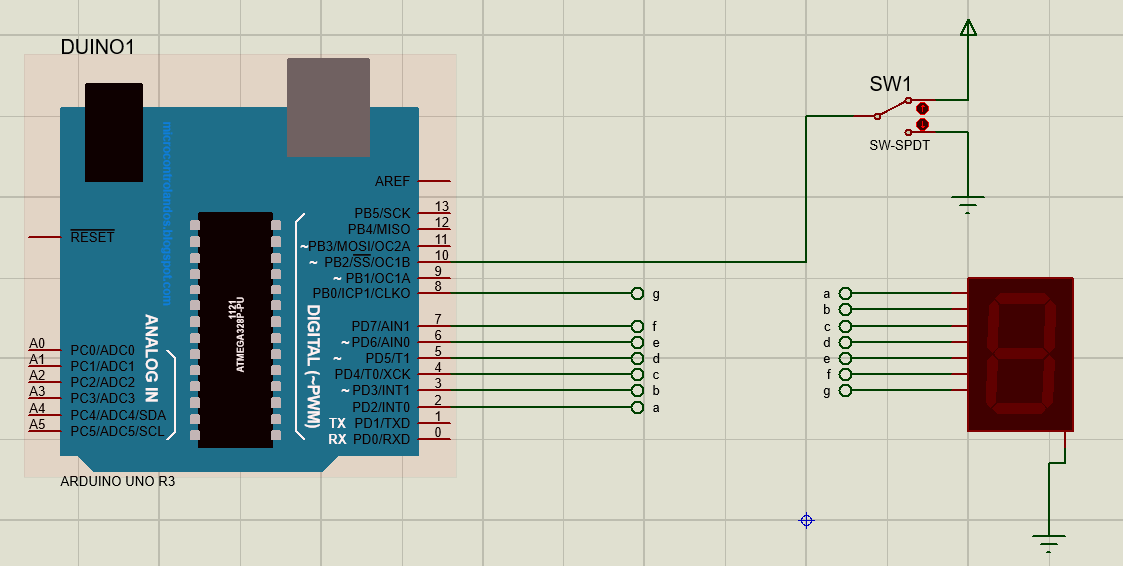 DUINO1
microcontrolandos.blogspot.com
RESET
AREF
PB5/SCK 13
PB4/MISO 12
~PB3/MOSI/OC2A 11
~ PB2/SS/OC1B 10
~ PB1/OC1A 9
PB0/ICP1/CLKO 8
PD7/AIN1 7
~ PD6/AIN0 6
~ PD5/T1 5
PD4/T0/XCK 4
~ PD3/INT1 3
PD2/INT0 2
TX PD1/TXD 1
RX PD0/RXD 0
1121
ATMEGA328P-PU
DIGITAL (~PWM)
ANALOG IN
A0 PC0/ADC0
A1 PC1/ADC1
A2 PC2/ADC2
A3 PC3/ADC3
A4 PC4/ADC4/SDA
A5 PC5/ADC5/SCL
ARDUINO UNO R3
g
f
e
d
c
b
a
SW1
SW-SPDT
a
b
c
d
e
f
g